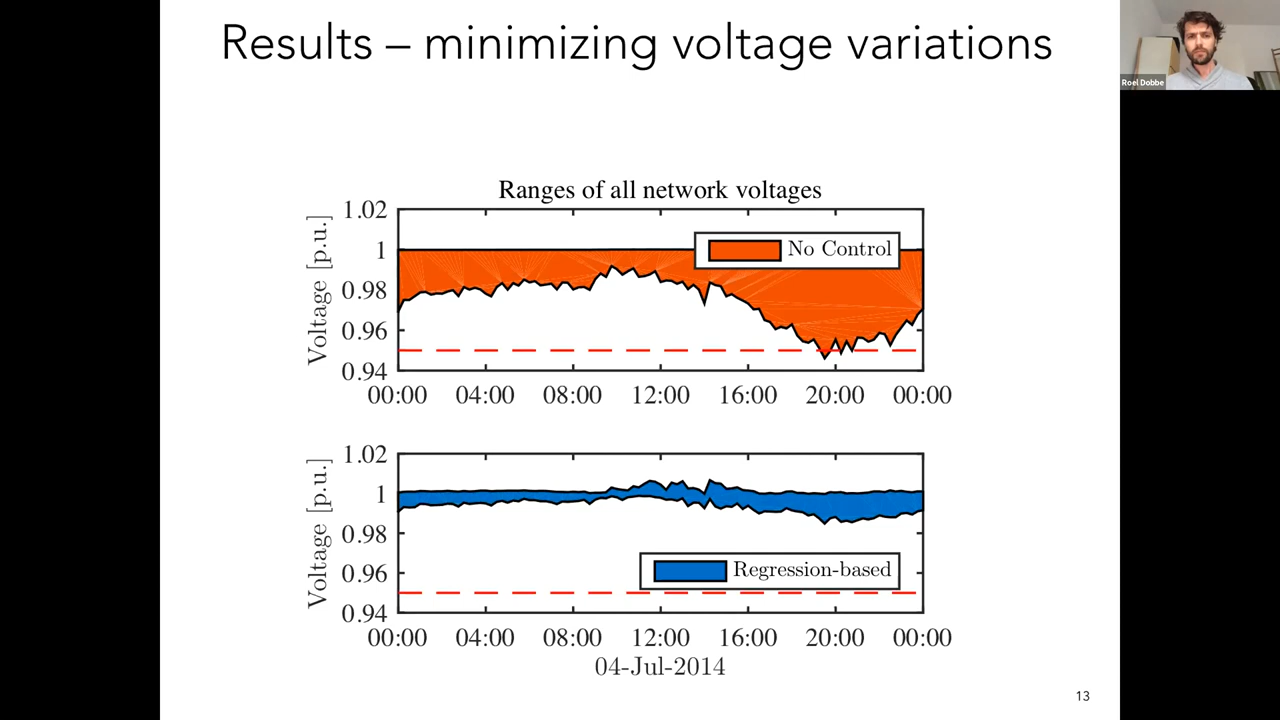 Results – minimizing voltage variations
Roel Dobbe
Ranges of all network voltages
Voltage [p.u.]
1.02
1
0.98
0.96
0.94
No Control
00:00 04:00 08:00 12:00 16:00 20:00 00:00
Voltage [p.u.]
1.02
1
0.98
0.96
0.94
Regression-based
00:00 04:00 08:00 12:00 16:00 20:00 00:00
04-Jul-2014
13